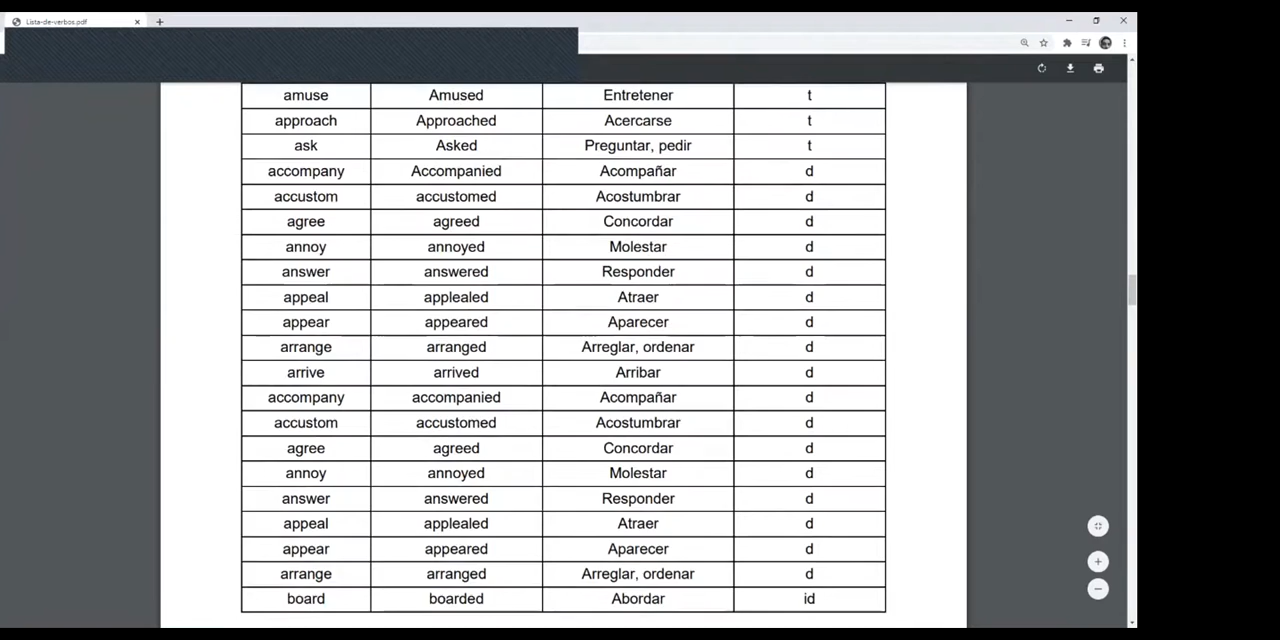 Lista-de-verbos.pdf
amuse Amused Entretener t
approach Approached Acercarse t
ask Asked Preguntar, pedir t
accompany Accompanied Acompañar d
accustom accustomed Acostumbrar d
agree agreed Concordar d
annoy annoyed Molestar d
answer answered Responder d
appeal applealed Atraer d
appear appeared Aparecer d
arrange arranged Arreglar, ordenar d
arrive arrived Arribar d
accompany accompanied Acompañar d
accustom accustomed Acostumbrar d
agree agreed Concordar d
annoy annoyed Molestar d
answer answered Responder d
appeal applealed Atraer d
appear appeared Aparecer d
arrange arranged Arreglar, ordenar d
board boarded Abordar id